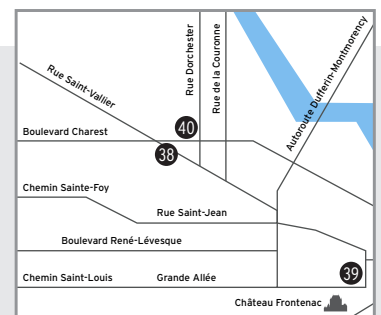 Rue Saint-Vallier
Rue Dorchester
Rue de la Couronne
Autoroute Dufferin-Montmorency
Boulevard Charest
40
38
Chemin Sainte-Foy
Rue Saint-Jean
Boulevard René-Lévesque
Chemin Saint-Louis
Grande Allée
39
Château Frontenac